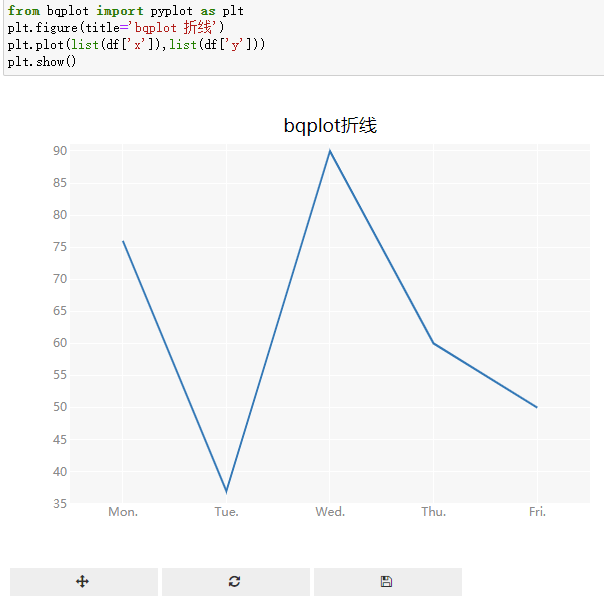 from bqplot import pyplot as plt
plt.figure(title='bqplot 折线')
plt.plot(list(df['x']),list(df['y']))
plt.show()
bqplot折线
90
85
80
75
70
65
60
55
50
45
40
35
Mon. Tue. Wed. Thu. Fri.